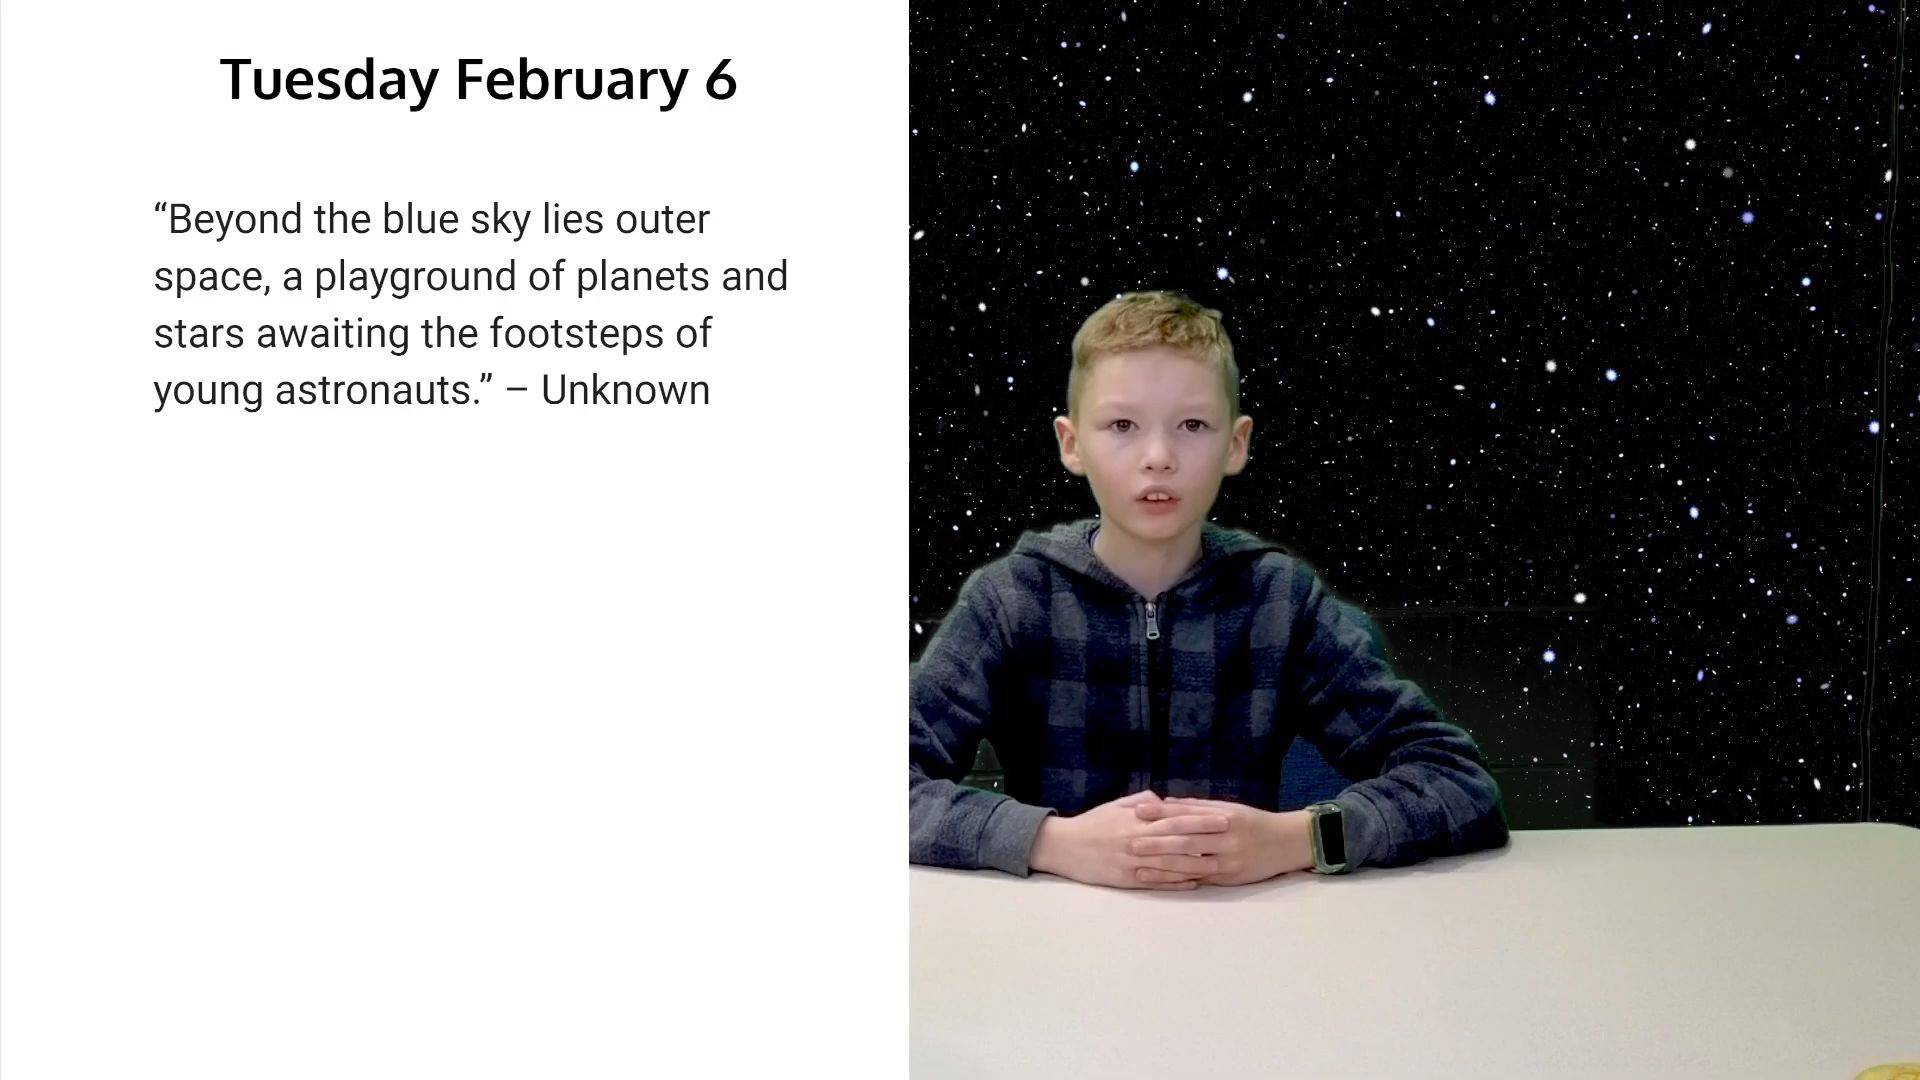 Tuesday February 6
“Beyond the blue sky lies outer
space, a playground of planets and
stars awaiting the footsteps of
young astronauts.” – Unknown